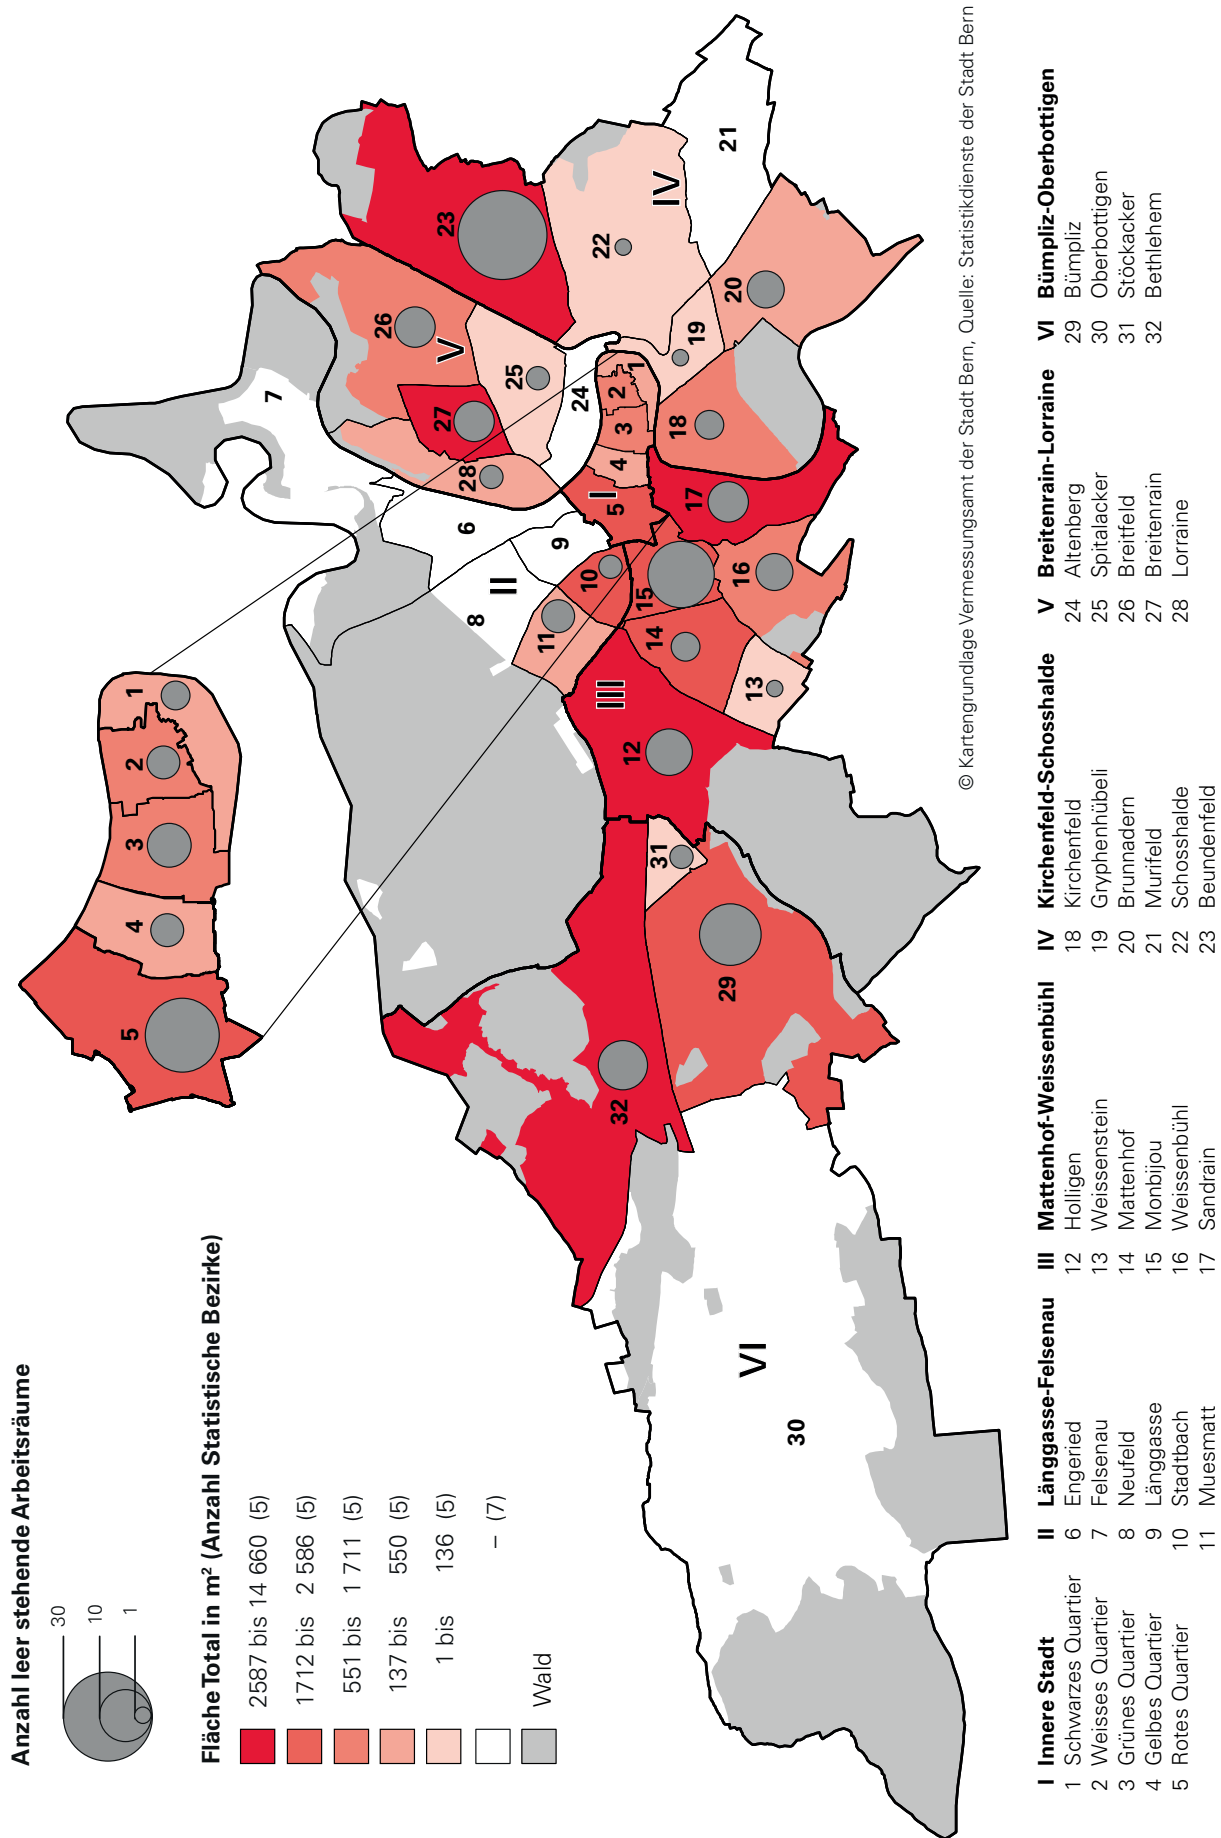 Anzahl leer stehende Arbeitsräume
30
10
1
Fläche Total in m² (Anzahl Statistische Bezirke)
2587 bis 14 660 (5)
1712 bis 2 586 (5)
551 bis 1 711 (5)
137 bis 550 (5)
1 bis 136 (5)
– (7)
Wald
5
4
3
2
1
7
26
V
27
28
25
24
23
22
IV
21
20
19
18
2
1
3
4
I
5
6
9
8
II
10
11
III
12
13
14
15
16
17
31
29
32
VI
30
© Kartengrundlage Vermessungsamt der Stadt Bern, Quelle: Statistikdienste der Stadt Bern
I Innere Stadt
1 Schwarzes Quartier
2 Weisses Quartier
3 Grünes Quartier
4 Gelbes Quartier
5 Rotes Quartier
II Länggasse-Felsenau
6 Engeried
7 Felsenau
8 Neufeld
9 Länggasse
10 Stadtbach
11 Muesmatt
III Mattenhof-Weissenbühl
12 Holligen
13 Weissenstein
14 Mattenhof
15 Monbijou
16 Weissenbühl
17 Sandrain
IV Kirchenfeld-Schosshalde
18 Kirchenfeld
19 Gryphenhübeli
20 Brunnadern
21 Murifeld
22 Schosshalde
23 Beundenfeld
V Breitenrain-Lorraine
24 Altenberg
25 Spitalacker
26 Breitfeld
27 Breitenrain
28 Lorraine
VI Bümpliz-Oberbottigen
29 Bümpliz
30 Oberbottigen
31 Stöckacker
32 Bethlehem